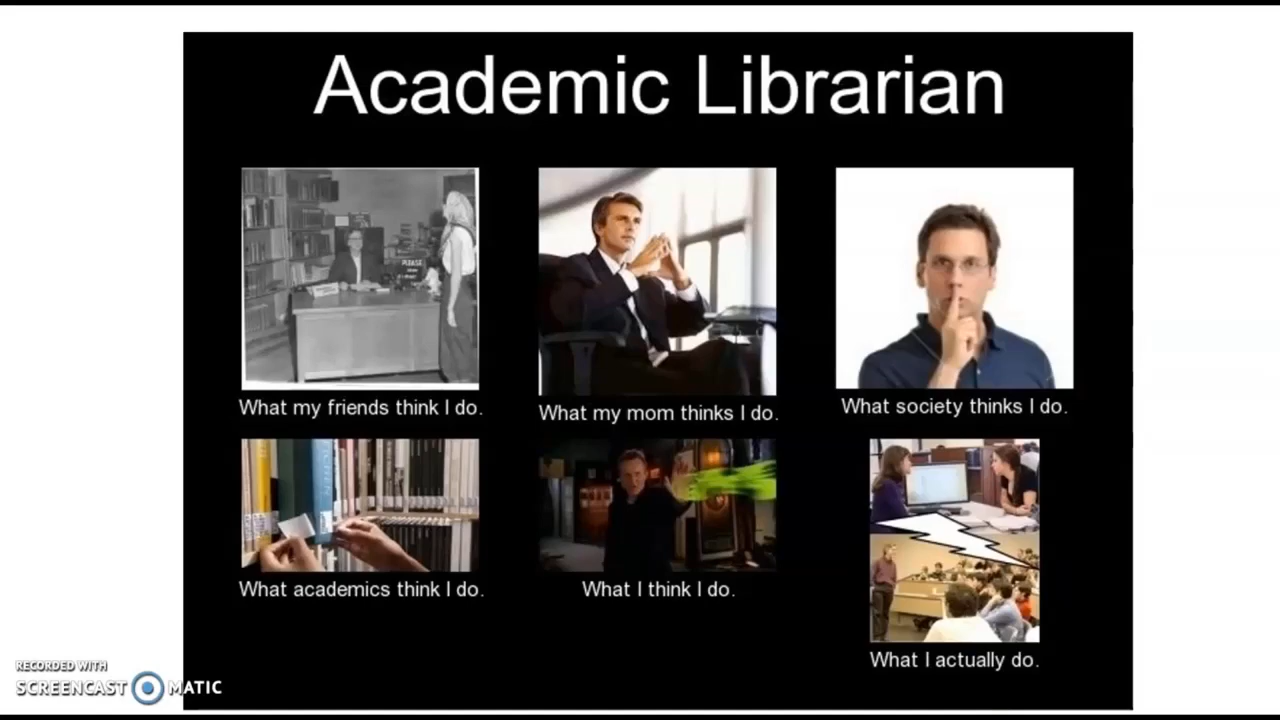 Academic Librarian
What my friends think I do.
What my mom thinks I do.
What society thinks I do.
PLEASE
What academics think I do.
What I think I do.
What I actually do.
RECORDED WITH
SCREENCAST MATIC